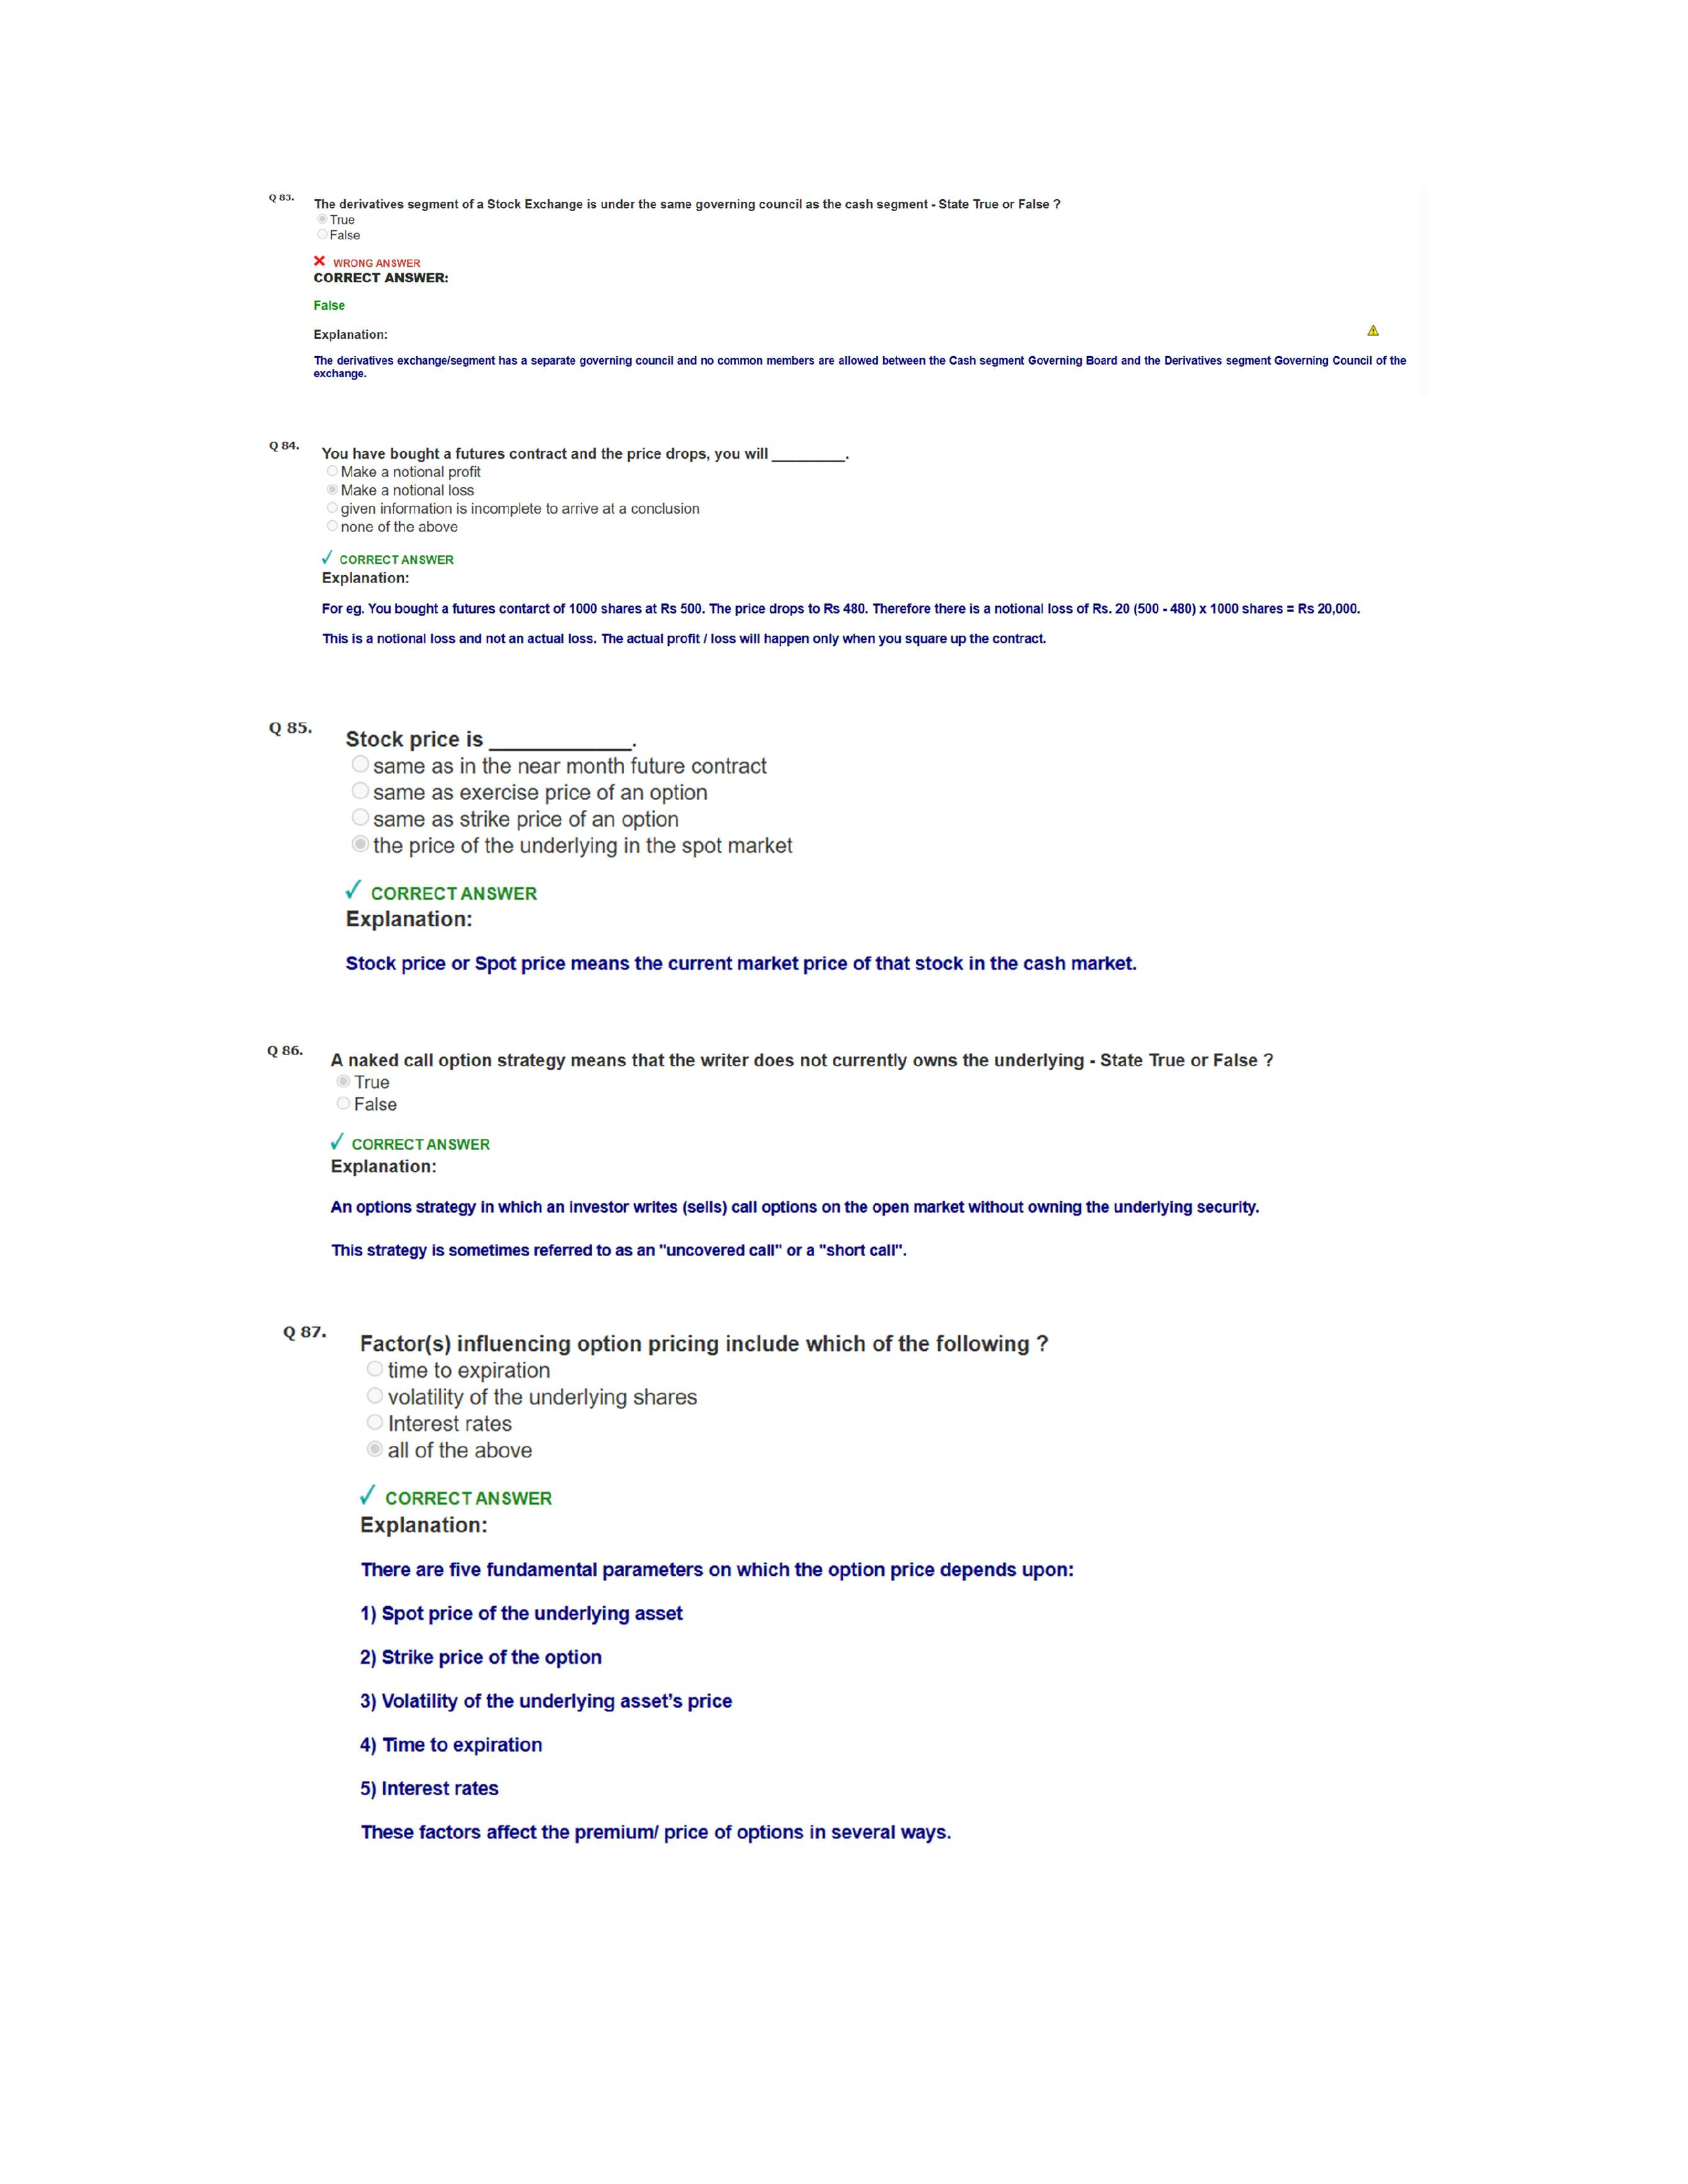 Q 83.
The derivatives segment of a Stock Exchange is under the same governing council as the cash segment - State True or False ?
True
False
WRONG ANSWER
CORRECT ANSWER:
False
Explanation:
The derivatives exchange/segment has a separate governing council and no common members are allowed between the Cash segment Governing Board and the Derivatives segment Governing Council of the
exchange.
Q 84.
You have bought a futures contract and the price drops, you will _________.
Make a notional profit
Make a notional loss
given information is incomplete to arrive at a conclusion
none of the above
✓ CORRECT ANSWER
Explanation:
For eg. You bought a futures contarct of 1000 shares at Rs 500. The price drops to Rs 480. Therefore there is a notional loss of Rs. 20 (500 - 480) x 1000 shares = Rs 20,000.
This is a notional loss and not an actual loss. The actual profit / loss will happen only when you square up the contract.
Q 85.
Stock price is ____________.
same as in the near month future contract
same as exercise price of an option
same as strike price of an option
the price of the underlying in the spot market
✓ CORRECT ANSWER
Explanation:
Stock price or Spot price means the current market price of that stock in the cash market.
Q 86.
A naked call option strategy means that the writer does not currently owns the underlying - State True or False ?
True
False
✓ CORRECT ANSWER
Explanation:
An options strategy in which an investor writes (sells) call options on the open market without owning the underlying security.
This strategy is sometimes referred to as an "uncovered call" or a "short call".
Q 87.
Factor(s) influencing option pricing include which of the following ?
time to expiration
volatility of the underlying shares
Interest rates
all of the above
✓ CORRECT ANSWER
Explanation:
There are five fundamental parameters on which the option price depends upon:
1) Spot price of the underlying asset
2) Strike price of the option
3) Volatility of the underlying asset’s price
4) Time to expiration
5) Interest rates
These factors affect the premium/ price of options in several ways.